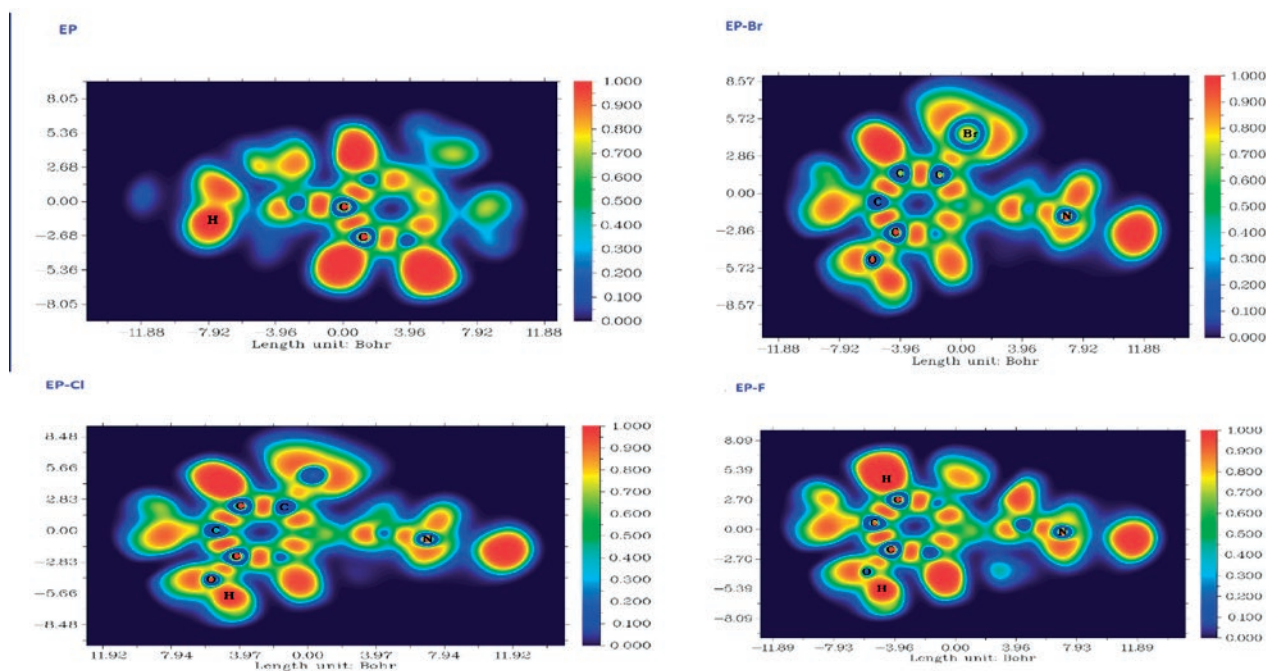 EP
8.05
5.36
2.68
0.00
−2.68
−5.36
−8.05
H
C
C
−11.88 −7.92 −3.96 0.00 3.96 7.92 11.88
Length unit: Bohr
1.000
0.900
0.800
0.700
0.600
0.500
0.400
0.300
0.200
0.100
0.000
EP-Br
8.57
5.72
2.86
0.00
−2.86
−5.72
−8.57
Br
C C
C
N
C
−11.88 −7.92 −3.96 0.00 3.96 7.92 11.88
Length unit: Bohr
1.000
0.900
0.800
0.700
0.600
0.500
0.400
0.300
0.200
0.100
0.000
EP-Cl
8.48
5.66
2.83
0.00
−2.83
−5.66
−8.48
C C
C
N
C
H
11.92 7.94 3.97 0.00 3.97 7.94 11.92
Length unit: Bohr
1.000
0.900
0.800
0.700
0.600
0.500
0.400
0.300
0.200
0.100
0.000
EP-F
8.09
5.39
2.70
0.00
−2.70
−5.39
−8.09
H
C
C
N
C
O
H
−11.89 −7.93 −3.96 0.00 3.96 7.93 11.89
Length unit: Bohr
1.000
0.900
0.800
0.700
0.600
0.500
0.400
0.300
0.200
0.100
0.000